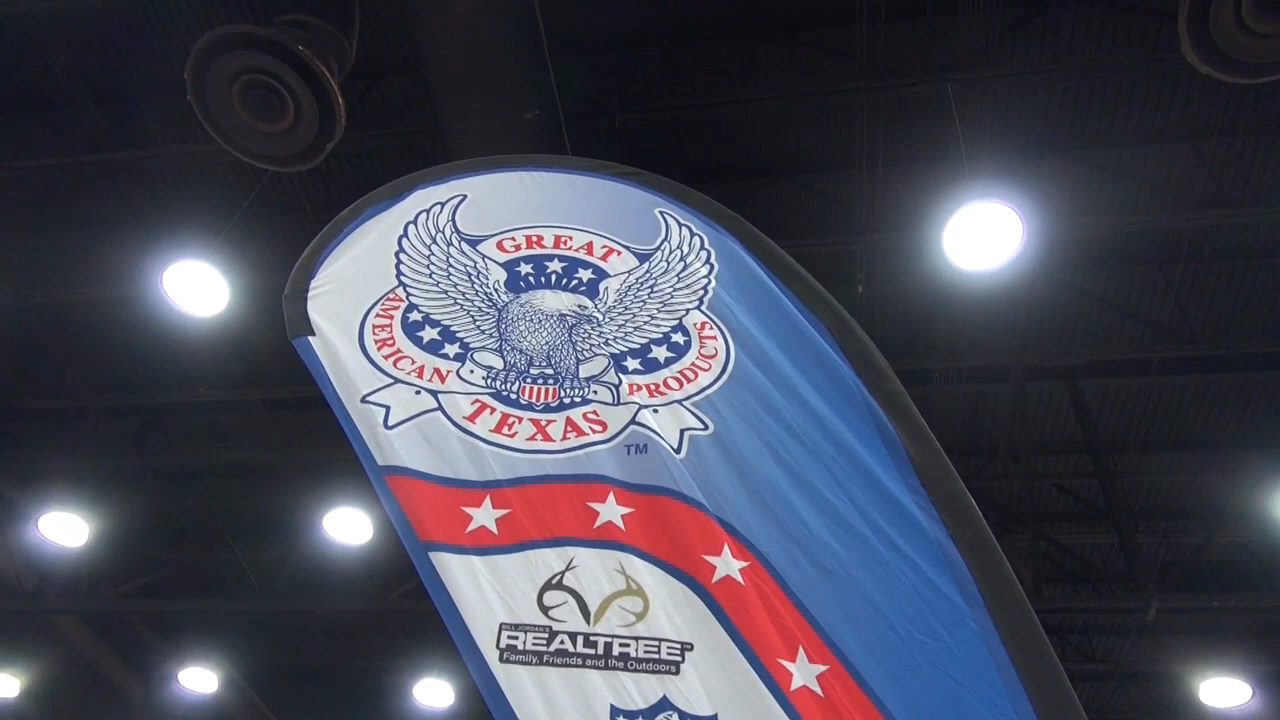 GREAT
AMERICAN
PRODUCTS
TEXAS
TM
BILL JORDAN'S
REALTREE
Family, Friends and the Outdoors